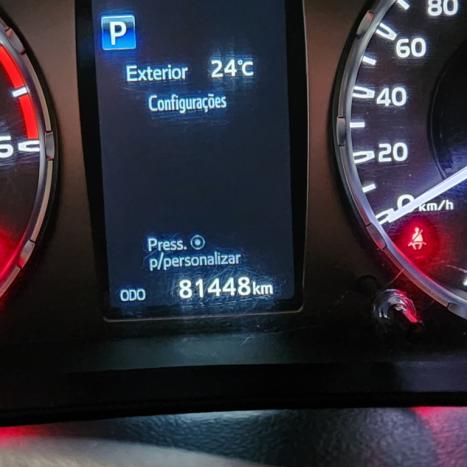 P
Exterior 24°C
Configurações
Press.
p/personalizar
ODO 81448km
80
60
40
20
0 km/h